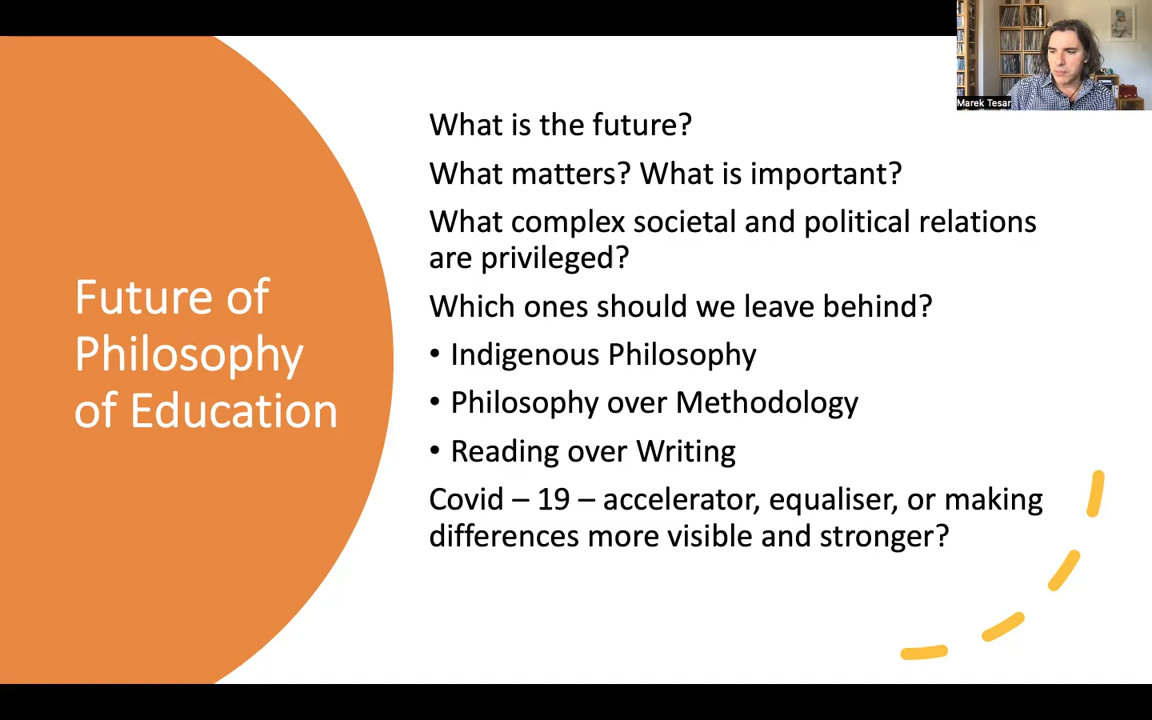 Marek Tesar
Future of
Philosophy
of Education
What is the future?
What matters? What is important?
What complex societal and political relations
are privileged?
Which ones should we leave behind?
• Indigenous Philosophy
• Philosophy over Methodology
• Reading over Writing
Covid – 19 – accelerator, equaliser, or making
differences more visible and stronger?